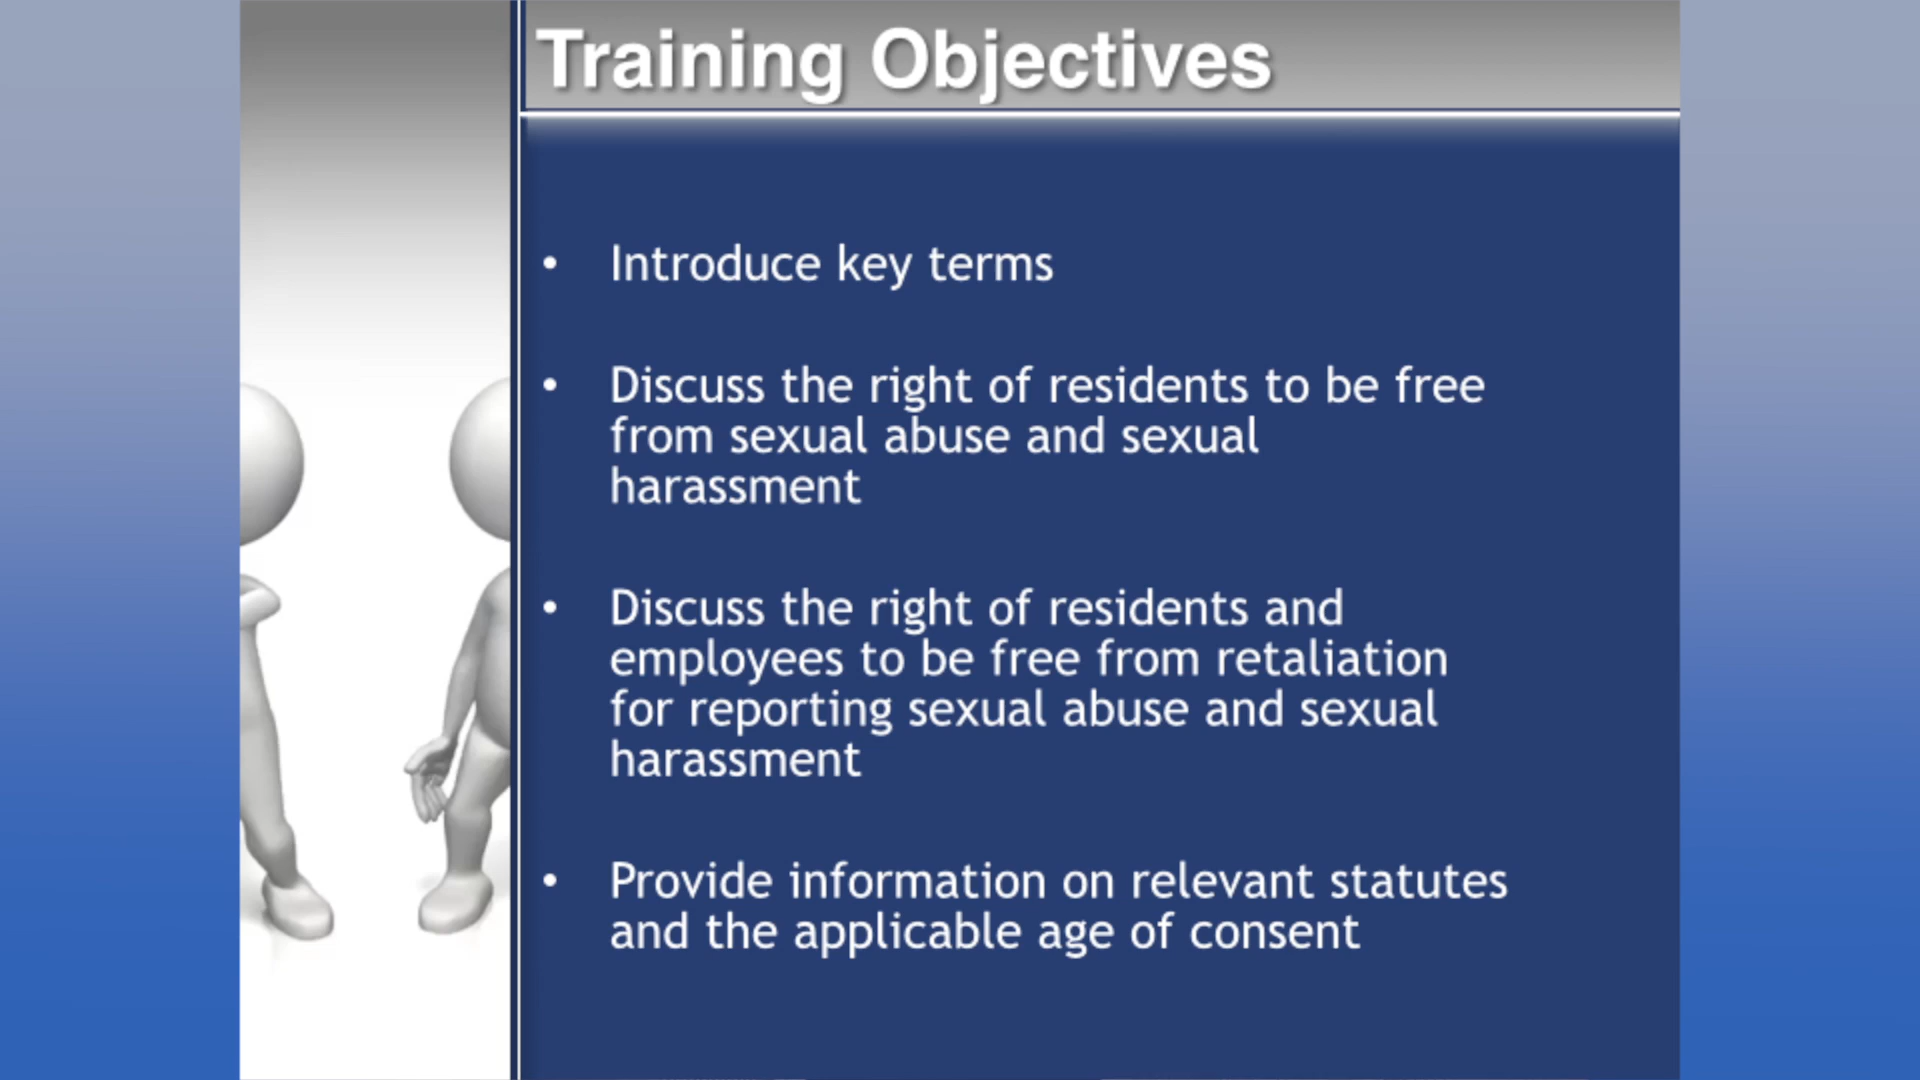 Training Objectives
• Introduce key terms
• Discuss the right of residents to be free
from sexual abuse and sexual
harassment
• Discuss the right of residents and
employees to be free from retaliation
for reporting sexual abuse and sexual
harassment
• Provide information on relevant statutes
and the applicable age of consent